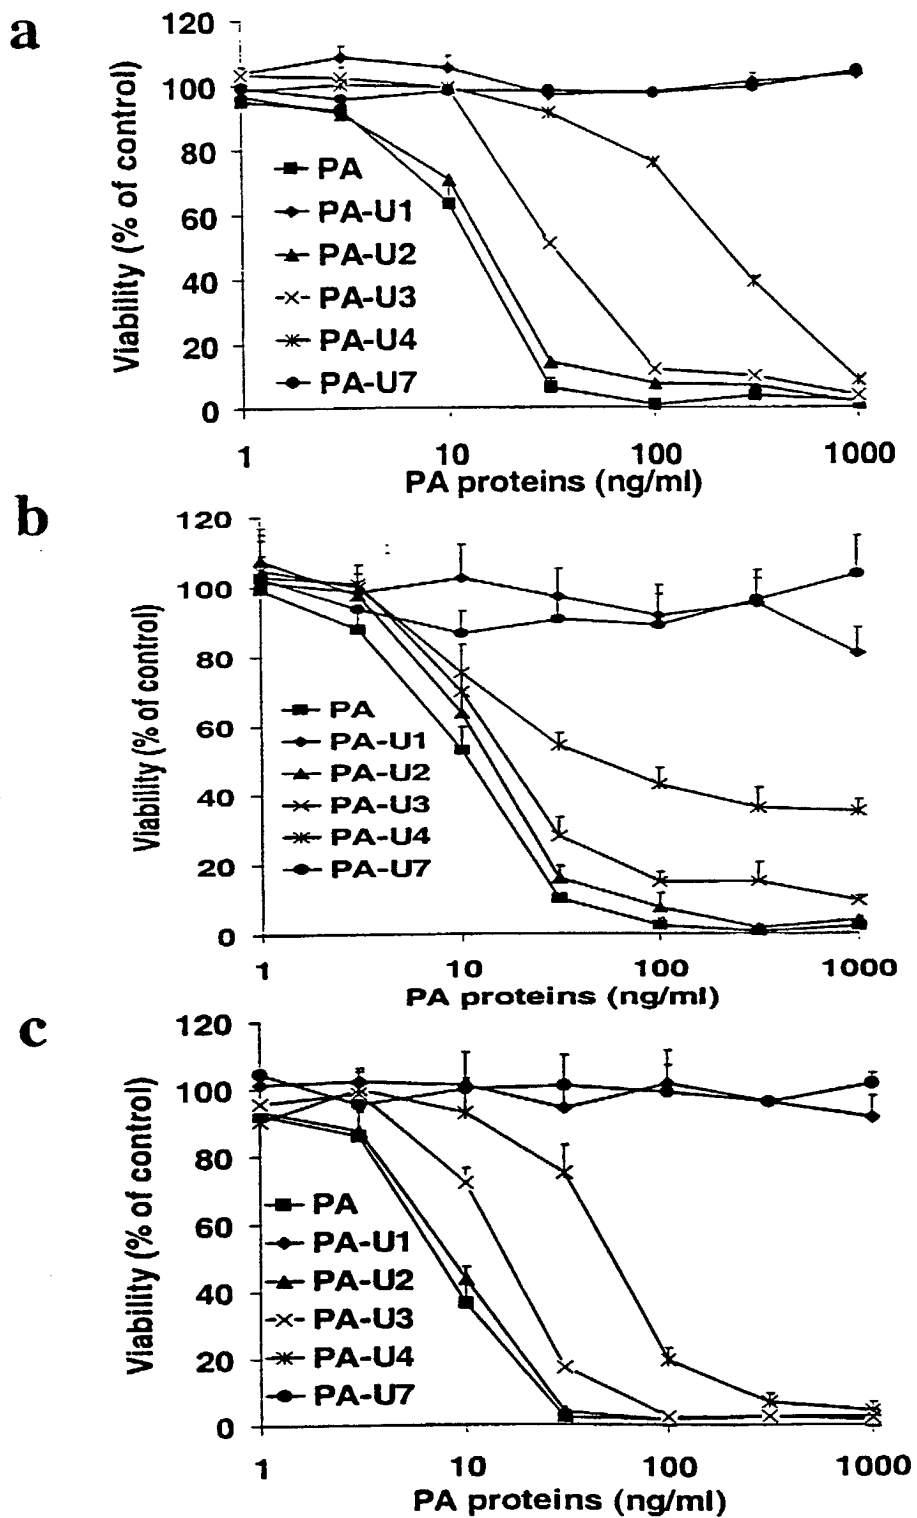 a
120
100
80
60
40
20
0
Viability (% of control)
PA
PA-U1
PA-U2
PA-U3
PA-U4
PA-U7
1 10 100 1000
PA proteins (ng/ml)
b
120
100
80
60
40
20
0
Viability (% of control)
PA
PA-U1
PA-U2
PA-U3
PA-U4
PA-U7
1 10 100 1000
PA proteins (ng/ml)
c
120
100
80
60
40
20
0
Viability (% of control)
PA
PA-U1
PA-U2
PA-U3
PA-U4
PA-U7
1 10 100 1000
PA proteins (ng/ml)